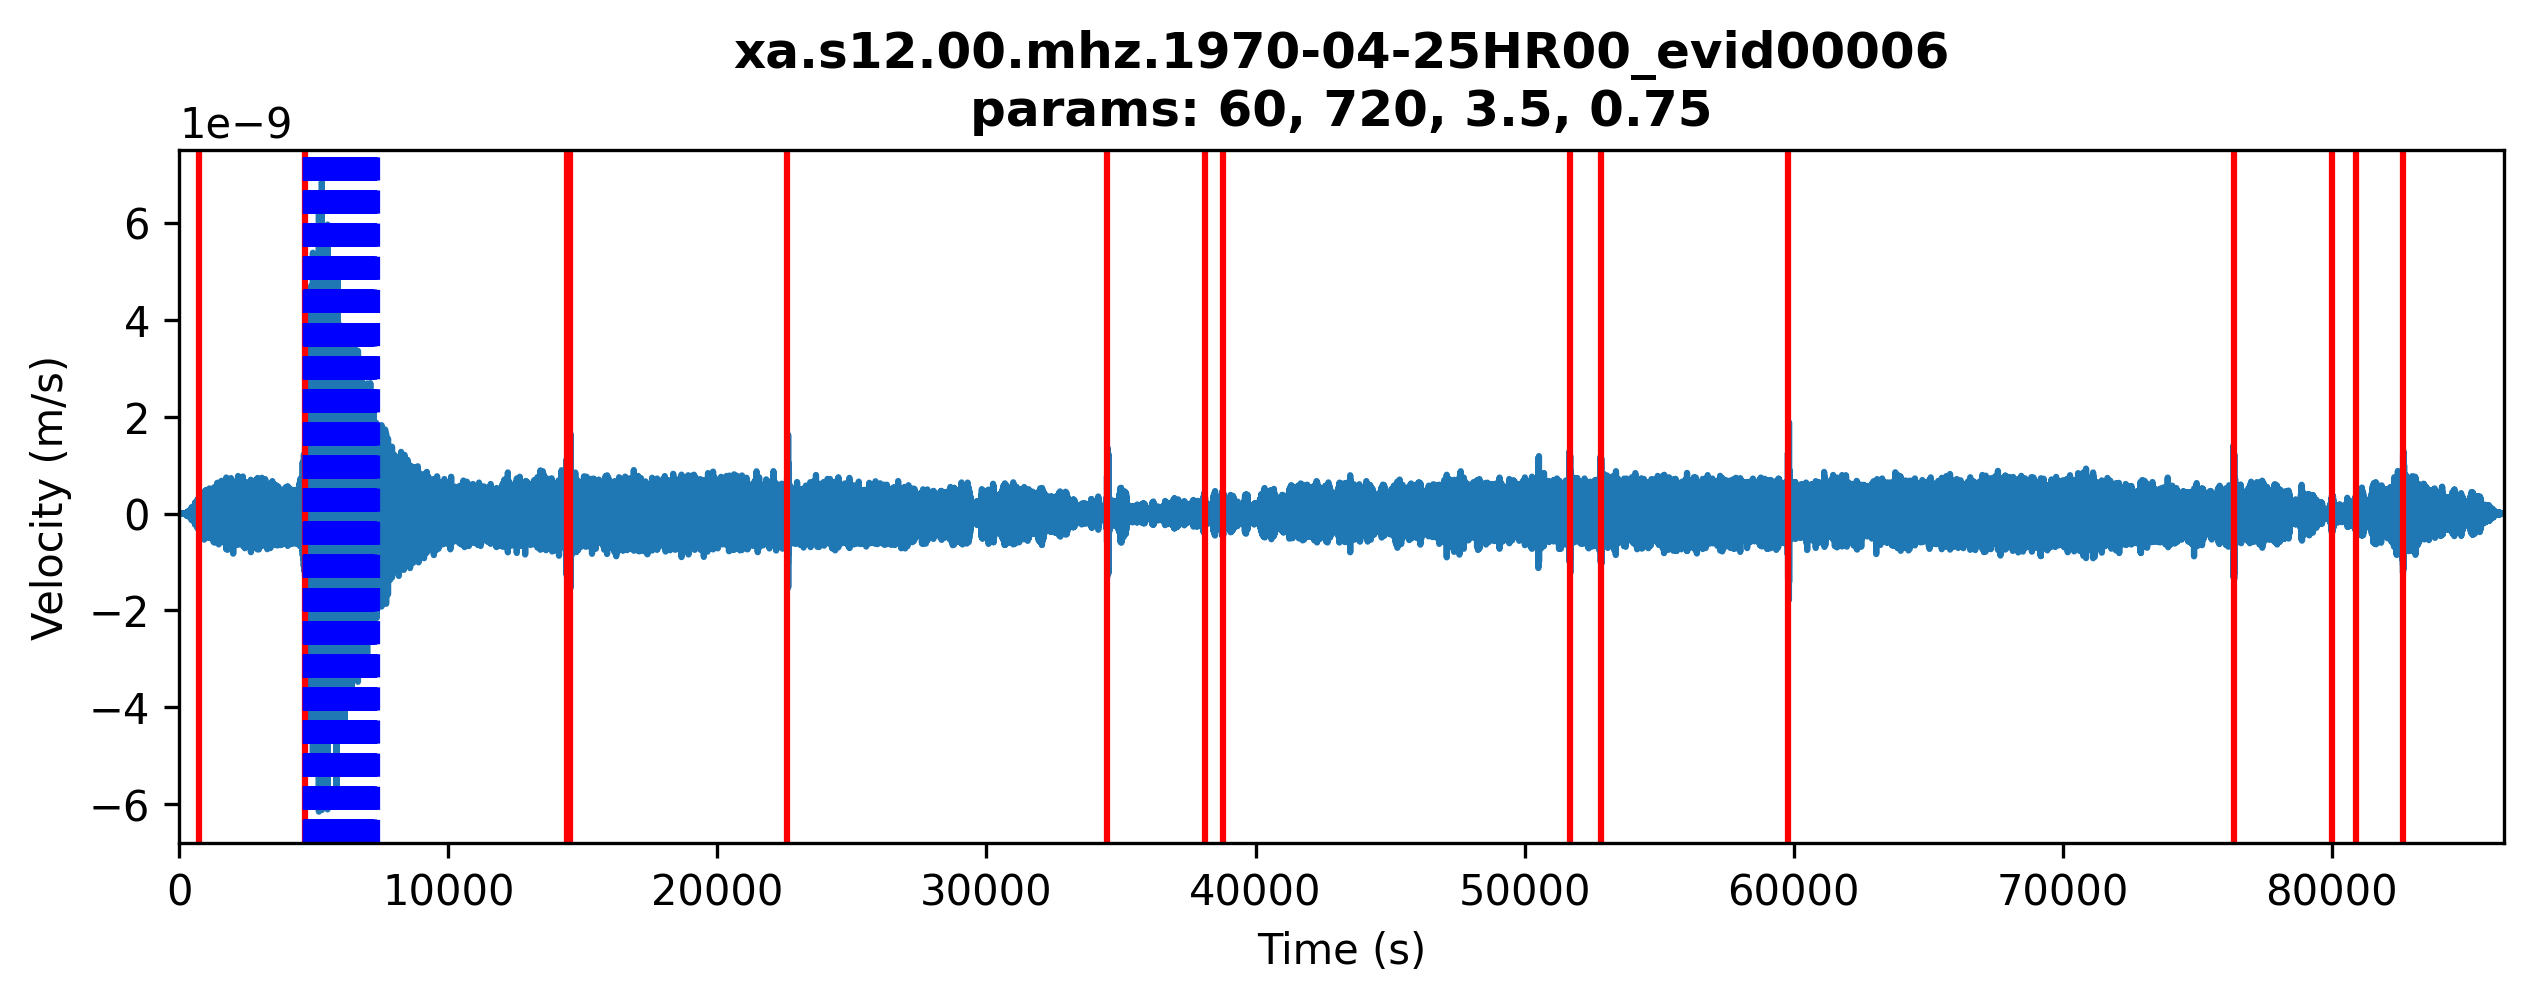 xa.s12.00.mhz.1970-04-25HR00_evid00006
params: 60, 720, 3.5, 0.75
1e−9
6
4
2
0
−2
−4
−6
Velocity (m/s)
0 10000 20000 30000 40000 50000 60000 70000 80000
Time (s)